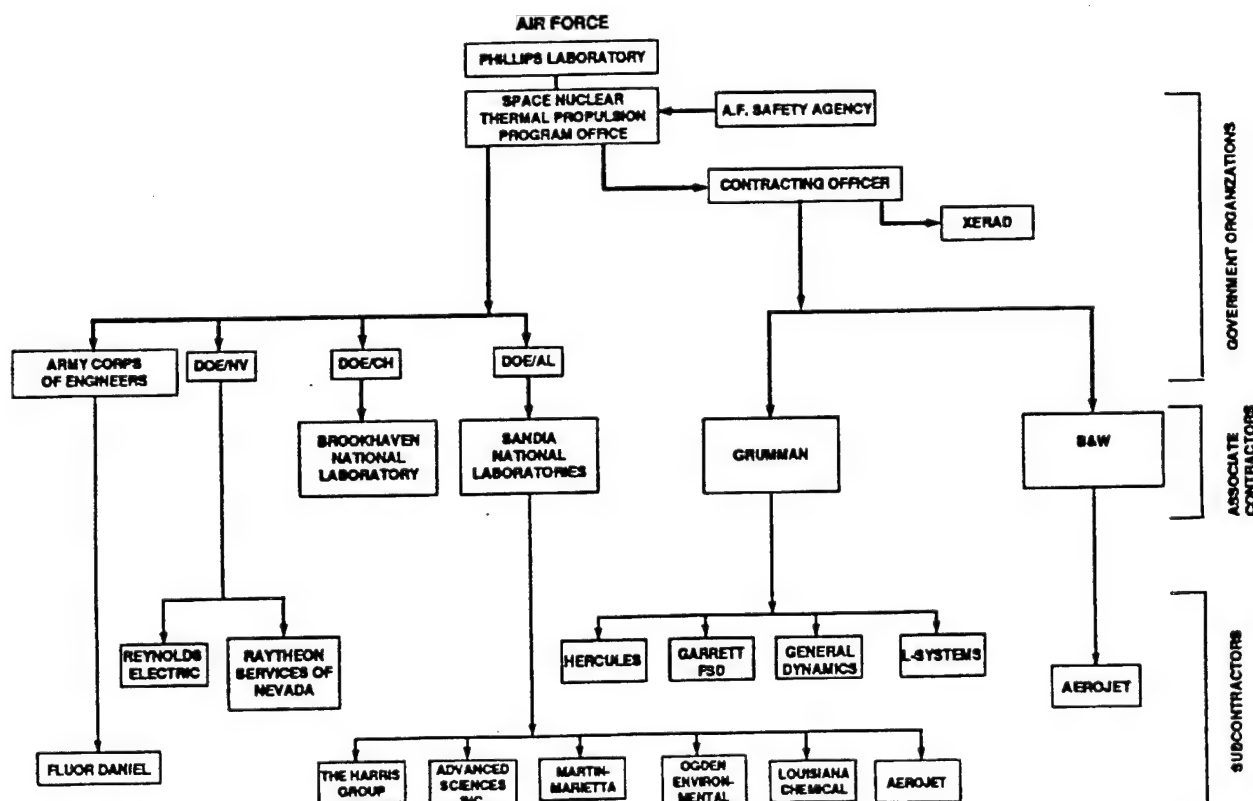 AIR FORCE
PHILLIPS LABORATORY
SPACE NUCLEAR
THERMAL PROPULSION
PROGRAM OFFICE
A.F. SAFETY AGENCY
CONTRACTING OFFICER
XERAD
GOVERNMENT ORGANIZATIONS
ARMY CORPS
OF ENGINEERS
DOE/NV
DOE/CH
DOE/AL
BROOKHAVEN
NATIONAL
LABORATORY
SANDIA
NATIONAL
LABORATORIES
GRUMMAN
B&W
ASSOCIATE
CONTRACTORS
REYNOLDS
ELECTRIC
RAYTHEON
SERVICES OF
NEVADA
HERCULES
GARRETT
FSD
GENERAL
DYNAMICS
L-SYSTEMS
AEROJET
SUBCONTRACTORS
FLUOR DANIEL
THE HARRIS
GROUP
ADVANCED
SCIENCES
INC
MARTIN-
MARIETTA
OGDEN
ENVIRON-
MENTAL
LOUISIANA
CHEMICAL
AEROJET